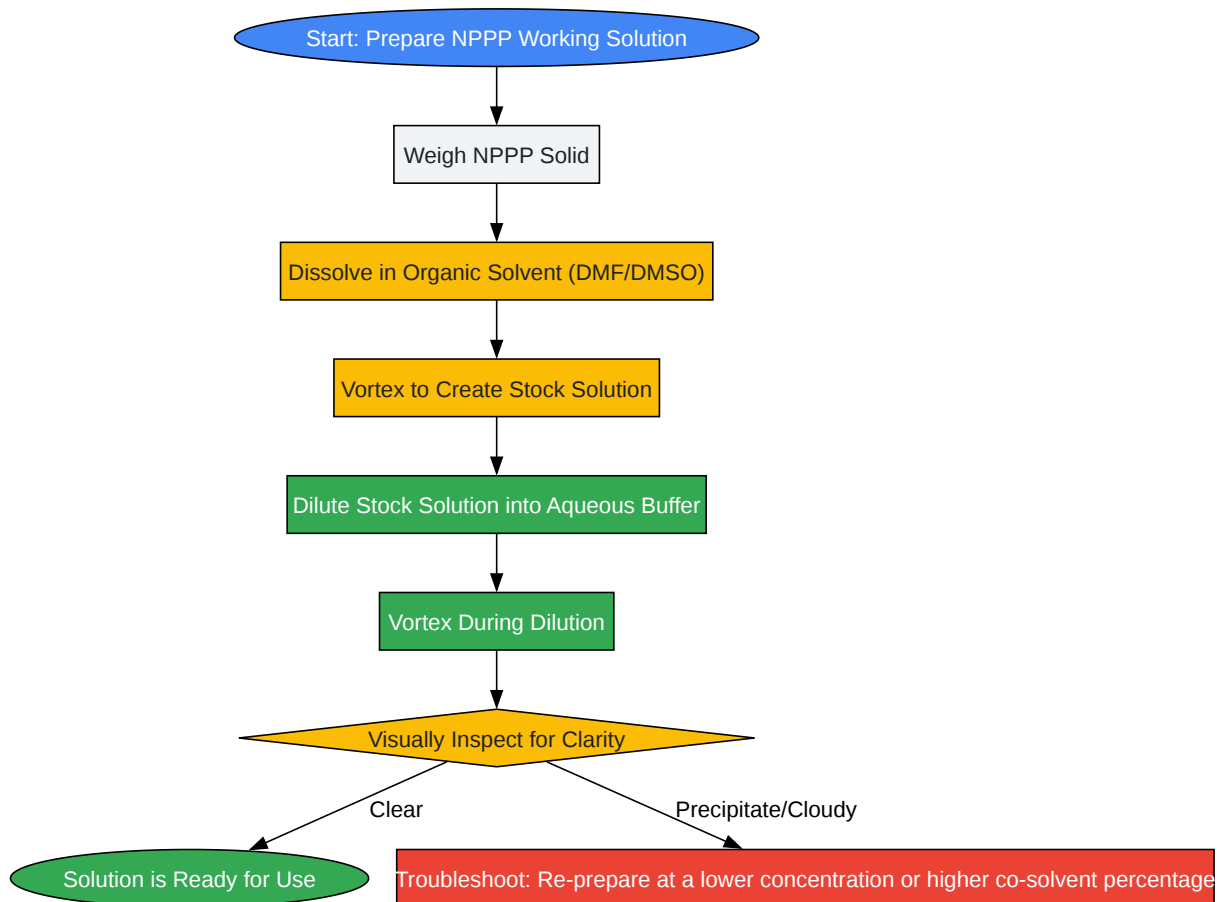 Start: Prepare NPPP Working Solution
Weigh NPPP Solid
Dissolve in Organic Solvent (DMF/DMSO)
Vortex to Create Stock Solution
Dilute Stock Solution into Aqueous Buffer
Vortex During Dilution
Visually Inspect for Clarity
Clear
Precipitate/Cloudy
Solution is Ready for Use
Troubleshoot: Re-prepare at a lower concentration or higher co-solvent percentage